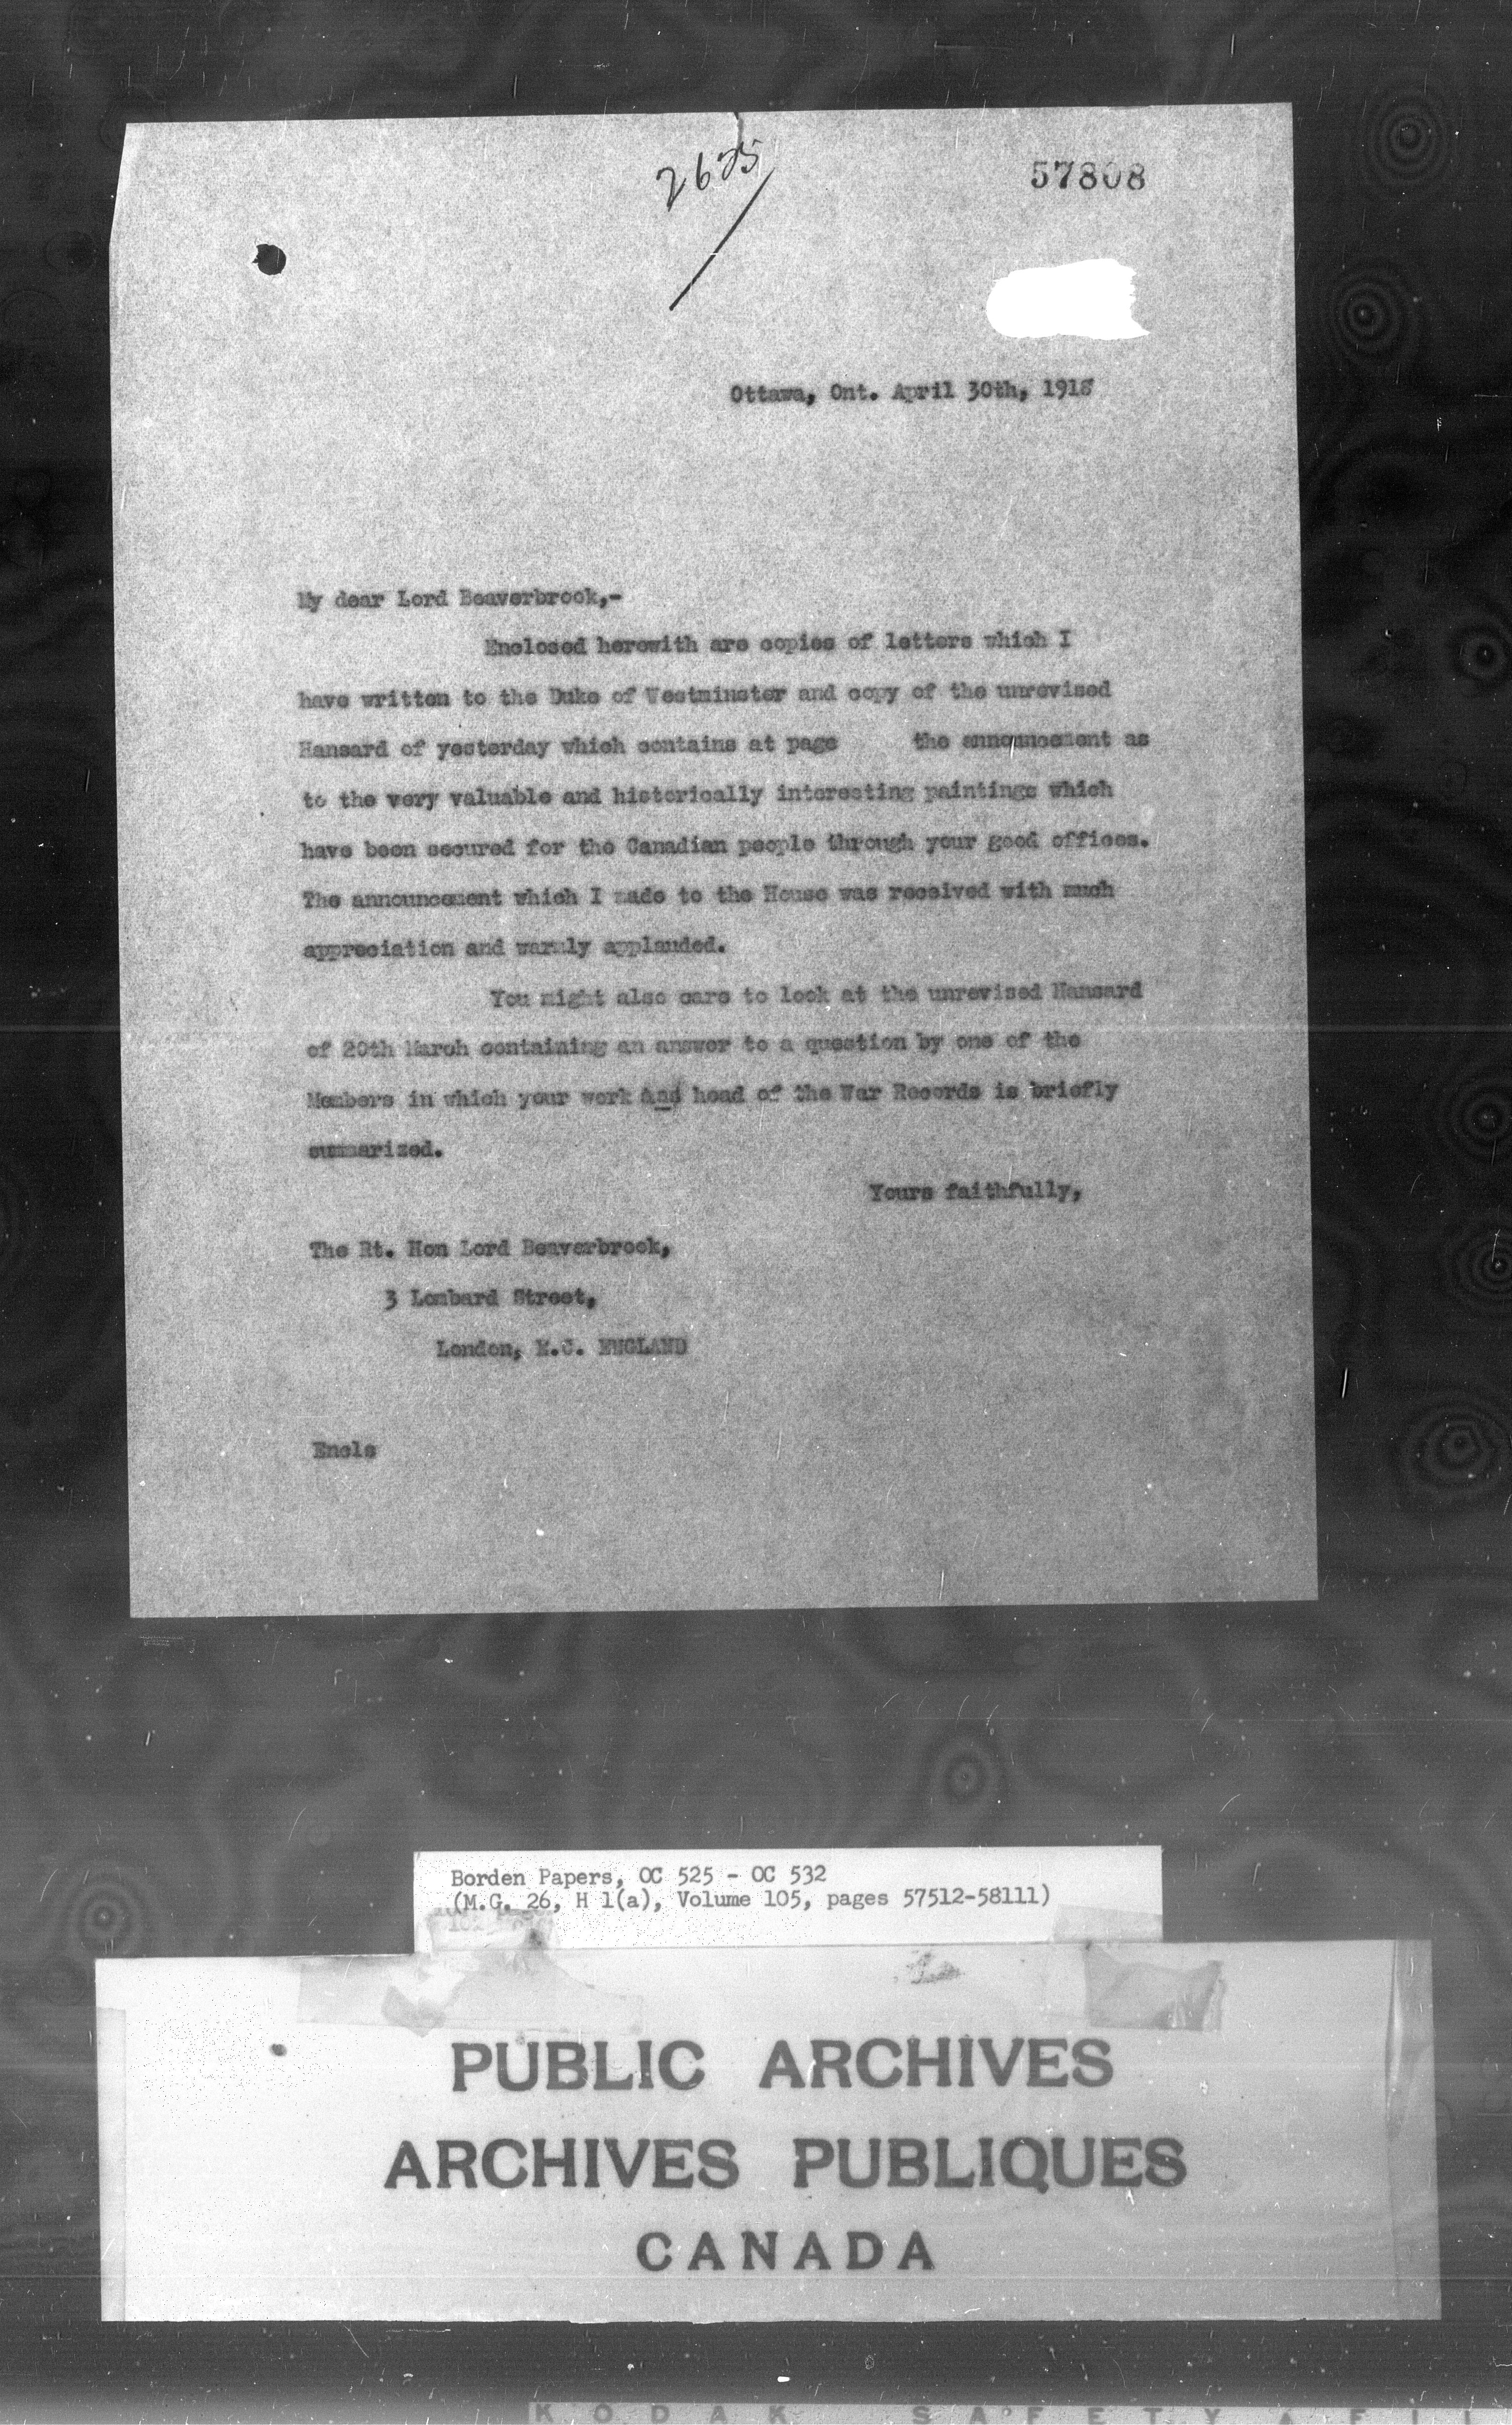 2625
57808
Ottawa, Ont. April 30th, 1918
My dear Lord Beaverbrook,-
Enclosed herewith are copies of letters which I
have written to the Duke of Westminster and copy of the unrevised
Hansard of yesterday which contains at page the announcement as
to the very valuable and historically interesting paintings which
have been secured for the Canadian people through your good offices.
The announcement which I made to the House was received with much
appreciation and warmly applauded.
You might also care to look at the unrevised Hansard
of 20th March containing an answer to a question by one of the
Members in which your work and head of the War Records is briefly
summarized.
Yours faithfully,
The Rt. Hon Lord Beaverbrook,
3 Lombard Street,
London, E.C. ENGLAND
Encls
Borden Papers, OC 525 - OC 532
(M.G. 26, H 1(a), Volume 105, pages 57512-58111)
PUBLIC ARCHIVES
ARCHIVES PUBLIQUES
CANADA
KODAK SAFETY